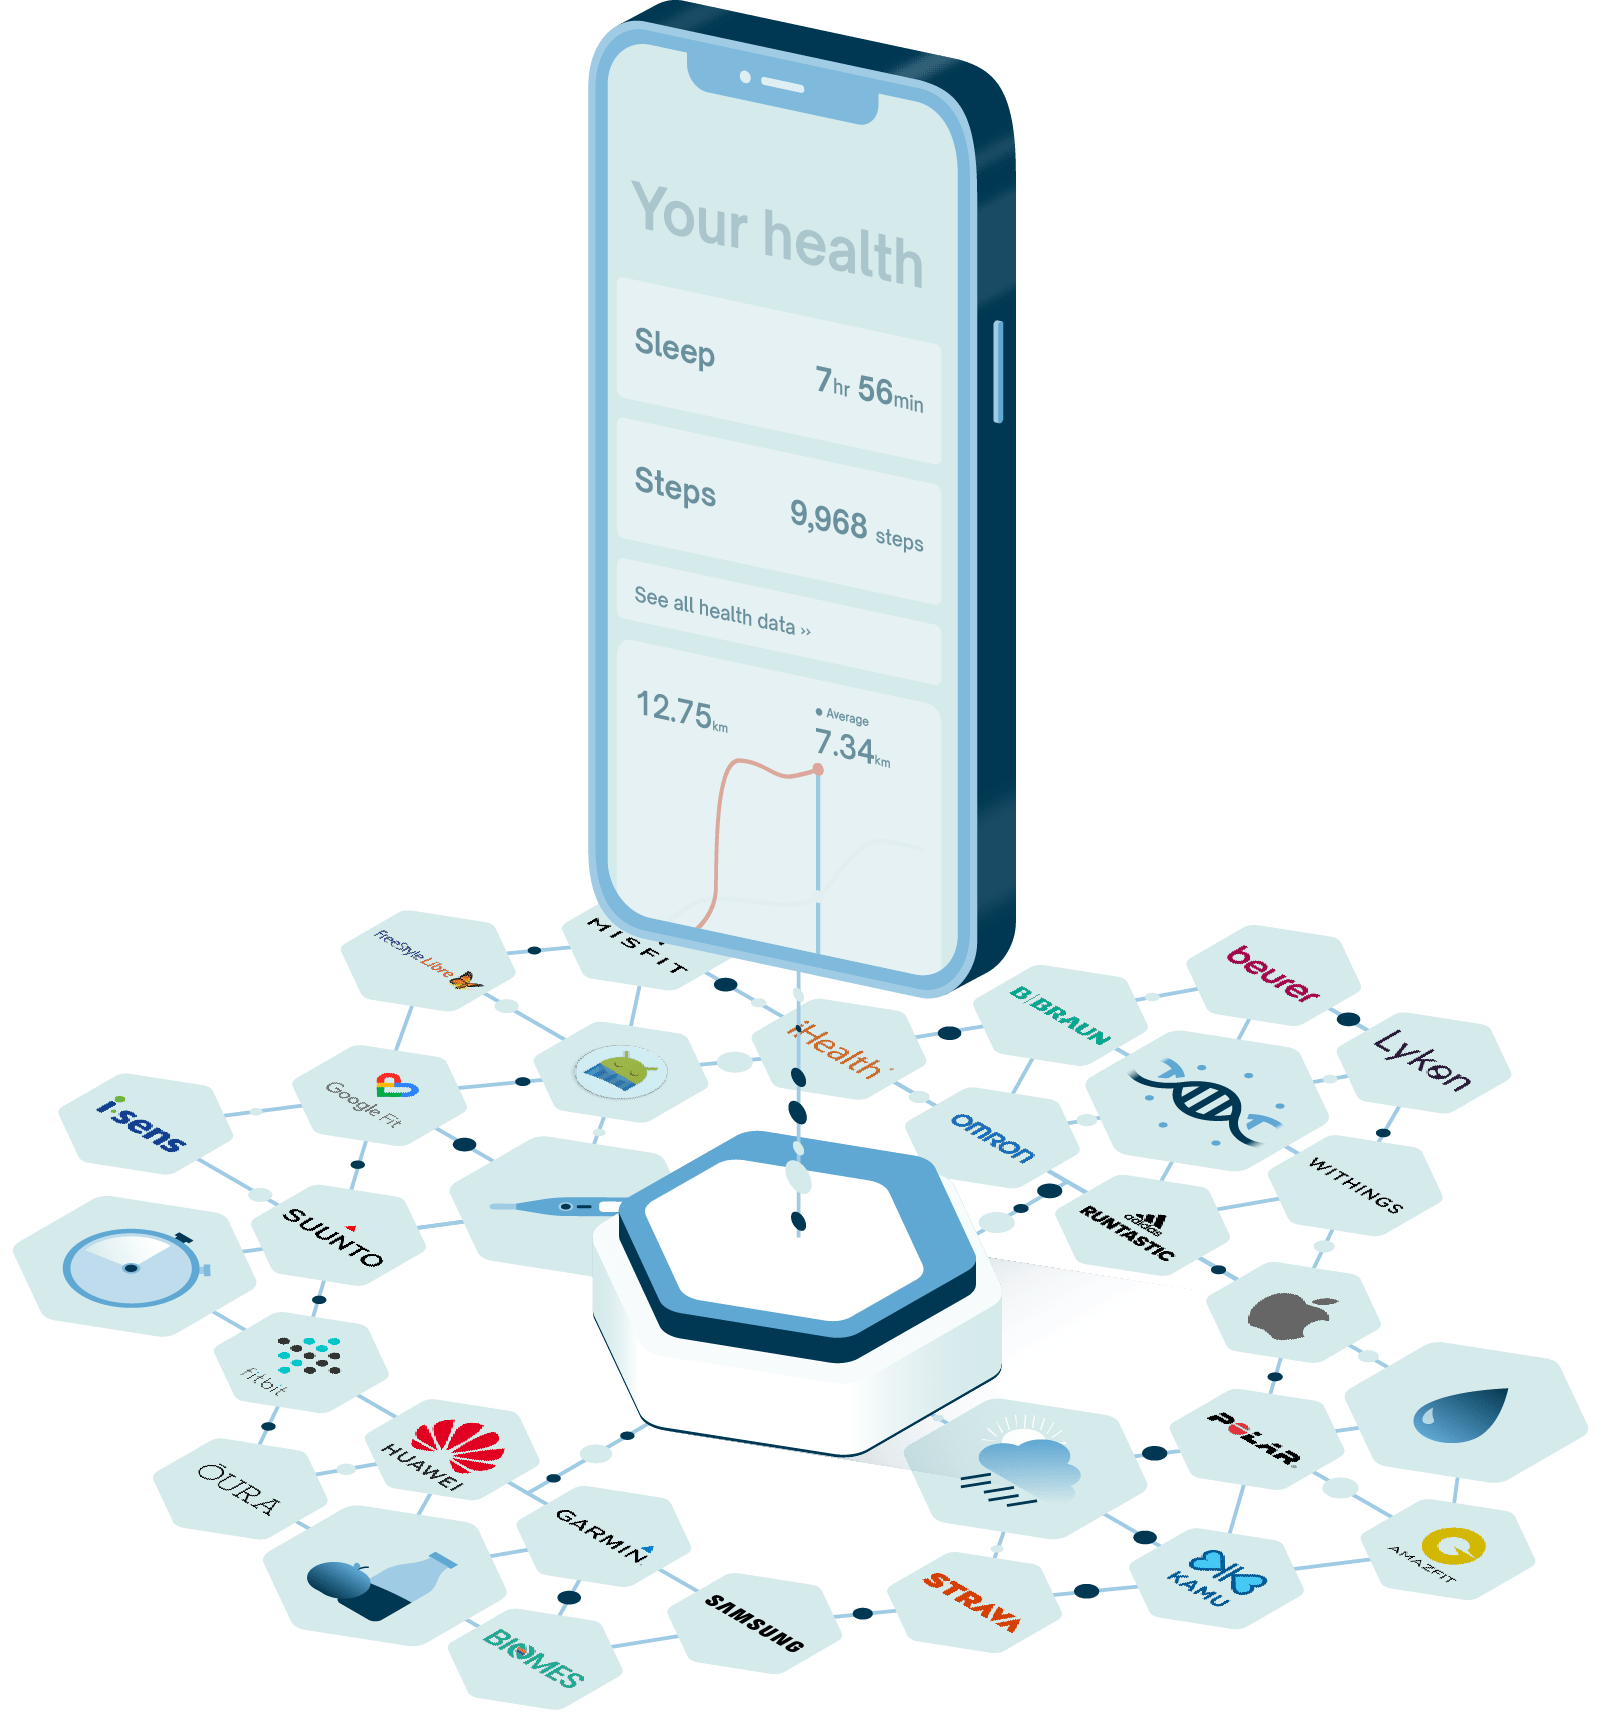 Your health
Sleep
7hr 56min
Steps
9,968 steps
See all health data ››
12.75km
• Average
7.34km
FreeStyle Libre
MISFIT
iHealth
B|BRAUN
beurer
Lykon
Google Fit
i·sens
OMRON
WITHINGS
SUUNTO
adidas
RUNTASTIC
fitbit
HUAWEI
POLAR
ŌURA
GARMIN
AMAZFIT
KAMU
STRAVA
SAMSUNG
BIOMES